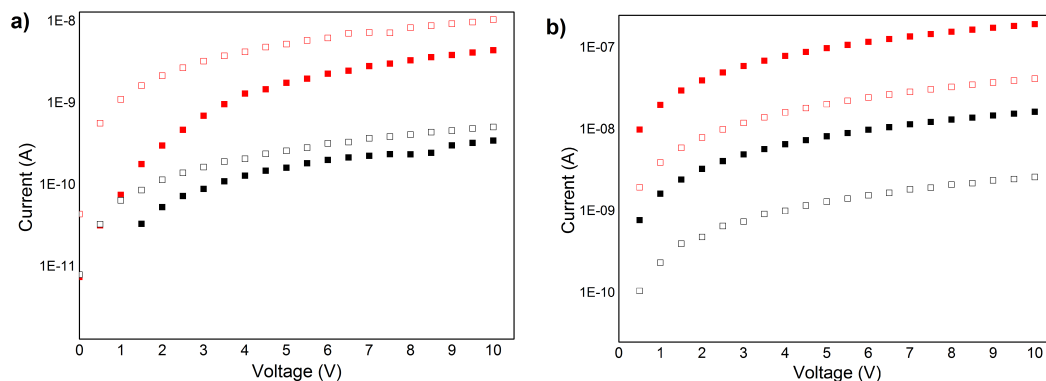 a)
1E-8
1E-9
1E-10
1E-11
Current (A)
0 1 2 3 4 5 6 7 8 9 10
Voltage (V)
b)
1E-07
1E-08
1E-09
1E-10
Current (A)
0 1 2 3 4 5 6 7 8 9 10
Voltage (V)